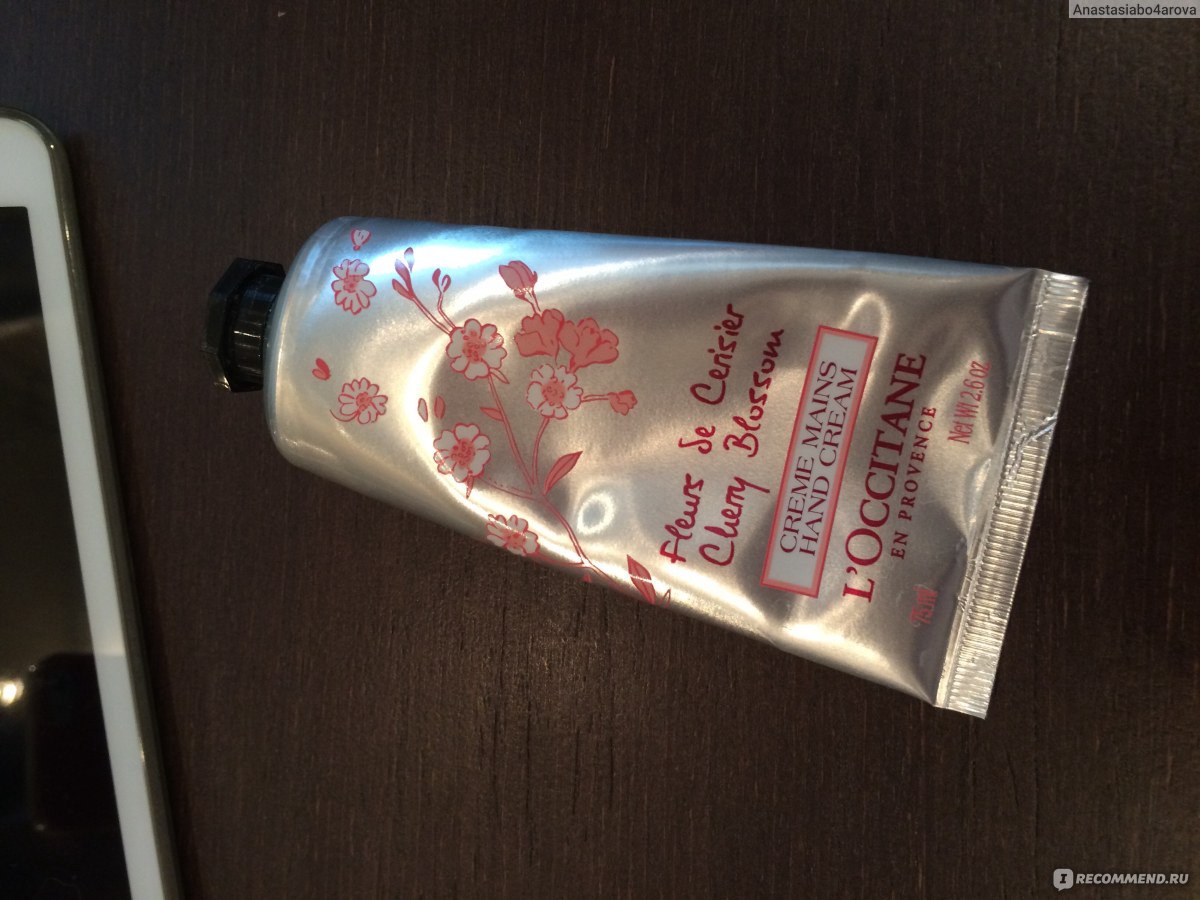 Anastasiabo4arova
Fleurs de Cerisier
Cherry Blossom
CREME MAINS
HAND CREAM
L'OCCITANE
EN PROVENCE
75ml
Net Wt 2.6 oz
IRECOMMEND.RU